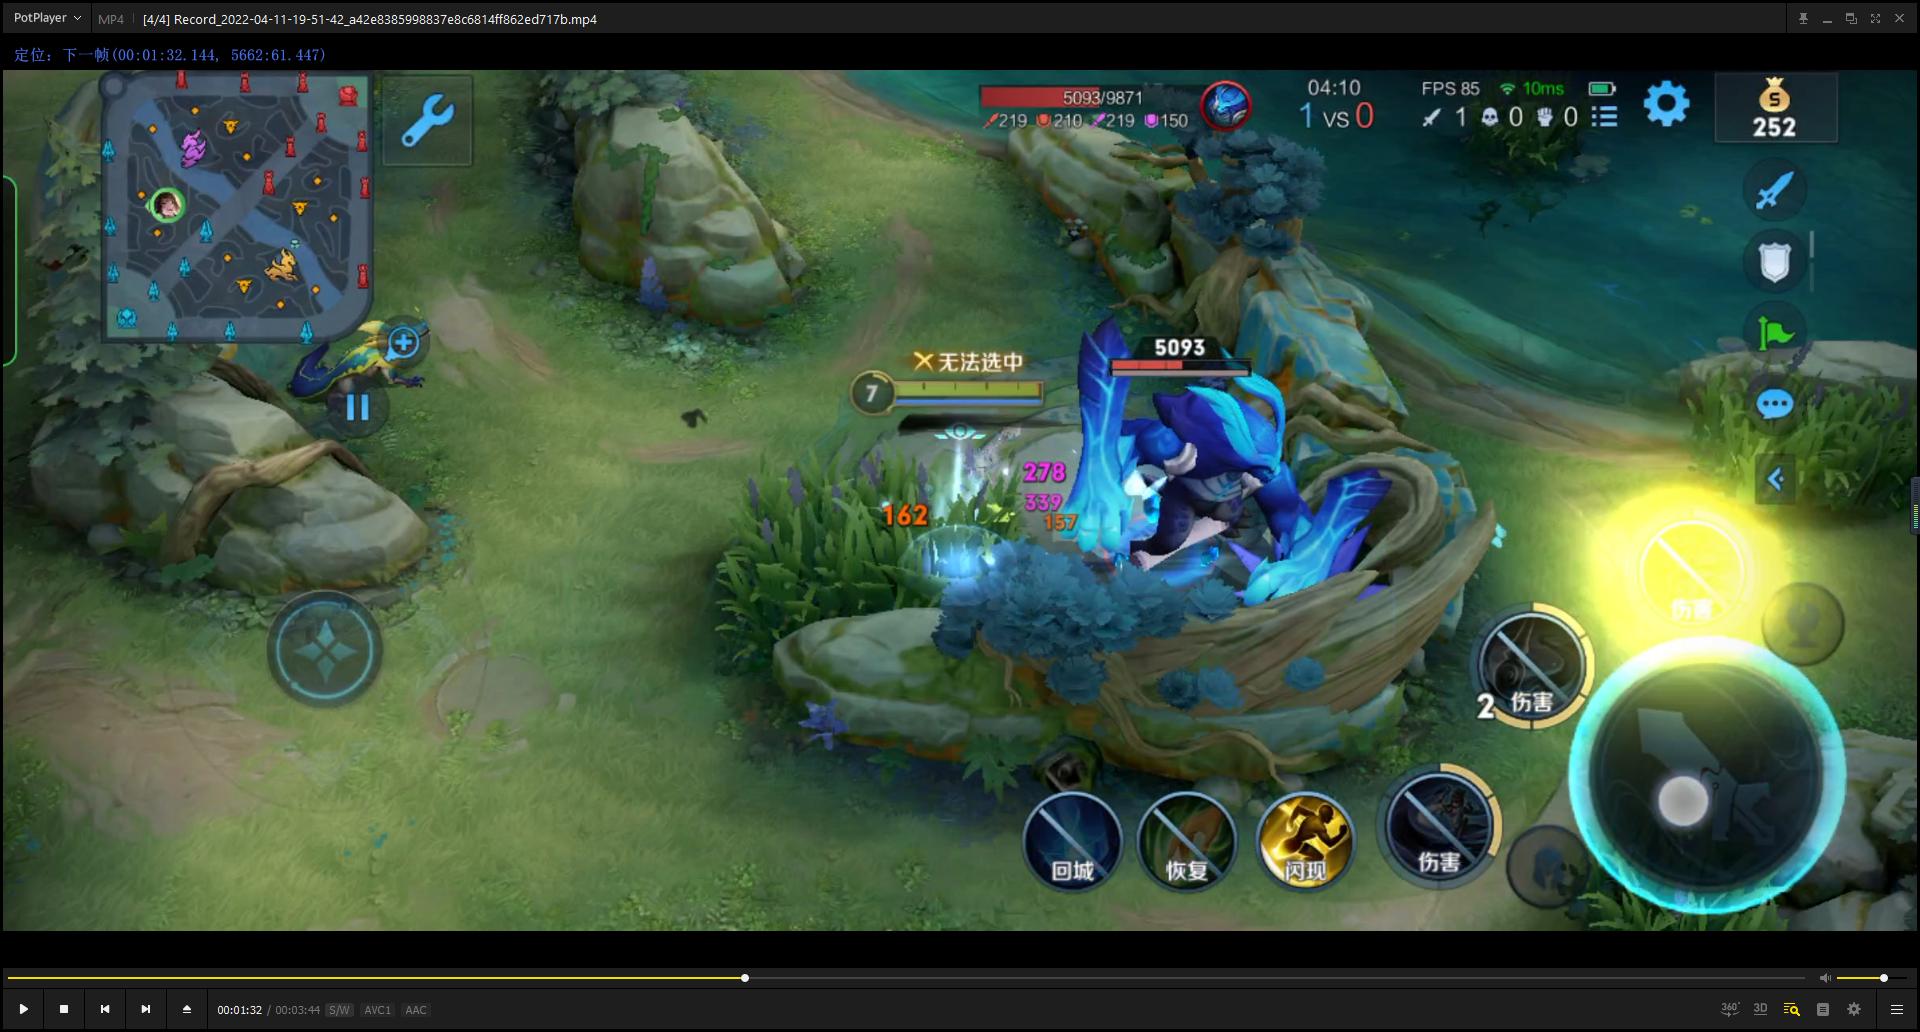 PotPlayer MP4 [4/4] Record_2022-04-11-19-51-42_a42e8385998837e8c6814ff862ed717b.mp4
定位: 下一帧(00:01:32.144, 5662:61.447)
5093/9871
219 210 219 150
04:10
1 VS 0
FPS 85 10ms
1 0 0
S
252
5093
无法选中
7
278
339
162
157
伤害
2 伤害
回城 恢复 闪现 伤害
00:01:32 / 00:03:44 S/W AVC1 AAC
360° 3D